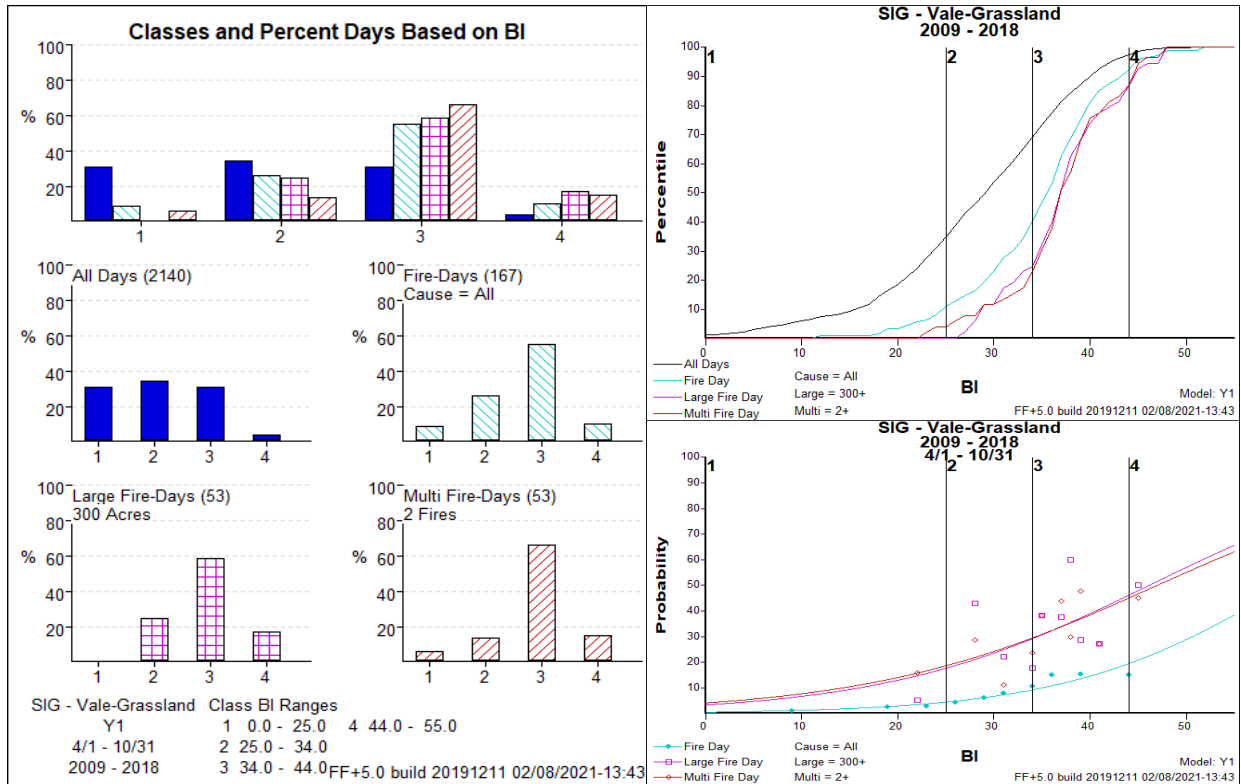 Classes and Percent Days Based on BI
100
80
% 60
40
20
1 2 3 4
All Days (2140)
100
80
% 60
40
20
1 2 3 4
Fire-Days (167)
Cause = All
100
80
% 60
40
20
1 2 3 4
Large Fire-Days (53)
300 Acres
100
80
% 60
40
20
1 2 3 4
Multi Fire-Days (53)
2 Fires
100
80
% 60
40
20
1 2 3 4
SIG - Vale-Grassland Class BI Ranges
Y1 1 0.0 - 25.0 4 44.0 - 55.0
4/1 - 10/31 2 25.0 - 34.0
2009 - 2018 3 34.0 - 44.0 FF+5.0 build 20191211 02/08/2021-13:43
SIG - Vale-Grassland
2009 - 2018
1 2 3 4
100
90
80
70
60
50
40
30
20
10
Percentile
0 10 20 30 40 50
BI
All Days
Fire Day
Large Fire Day
Multi Fire Day
Cause = All
Large = 300+
Multi = 2+
Model: Y1
FF+5.0 build 20191211 02/08/2021-13:43
SIG - Vale-Grassland
2009 - 2018
4/1 - 10/31
1 2 3 4
100
90
80
70
60
50
40
30
20
10
Probability
0 10 20 30 40 50
BI
Fire Day
Large Fire Day
Multi Fire Day
Cause = All
Large = 300+
Multi = 2+
Model: Y1
FF+5.0 build 20191211 02/08/2021-13:43